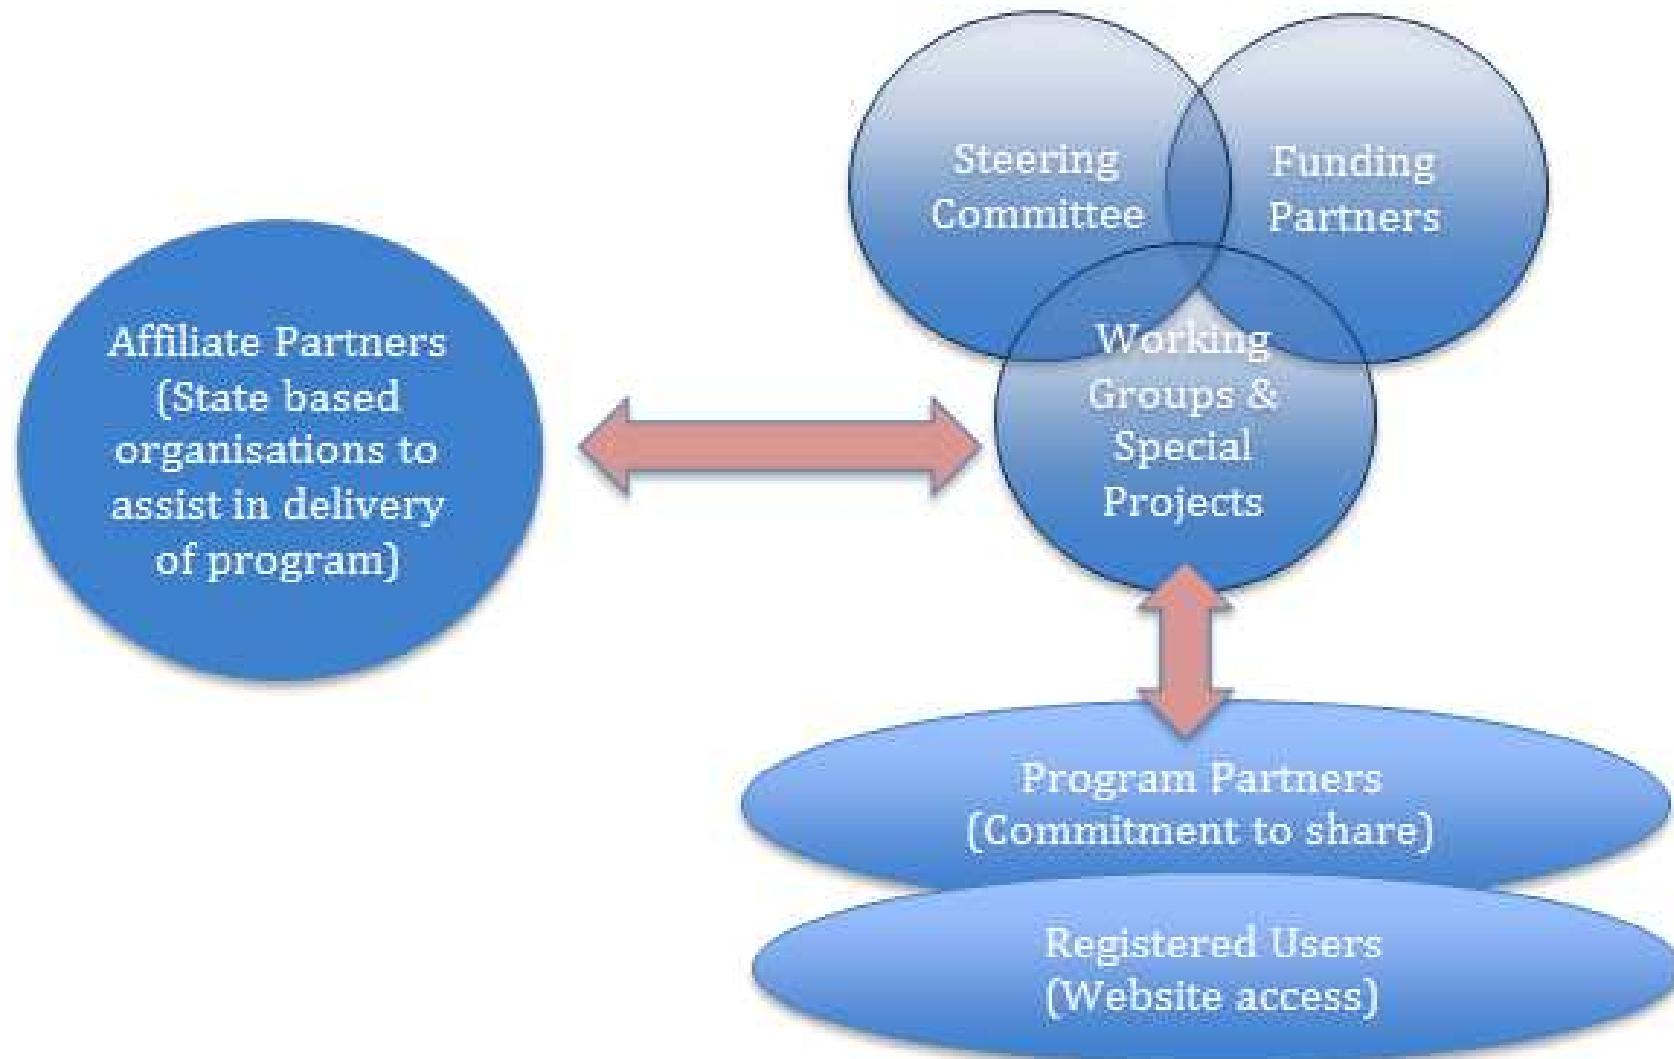 Steering
Committee
Funding
Partners
Affiliate Partners
(State based
organisations to
assist in delivery
of program)
Working
Groups &
Special
Projects
Program Partners
(Commitment to share)
Registered Users
(Website access)